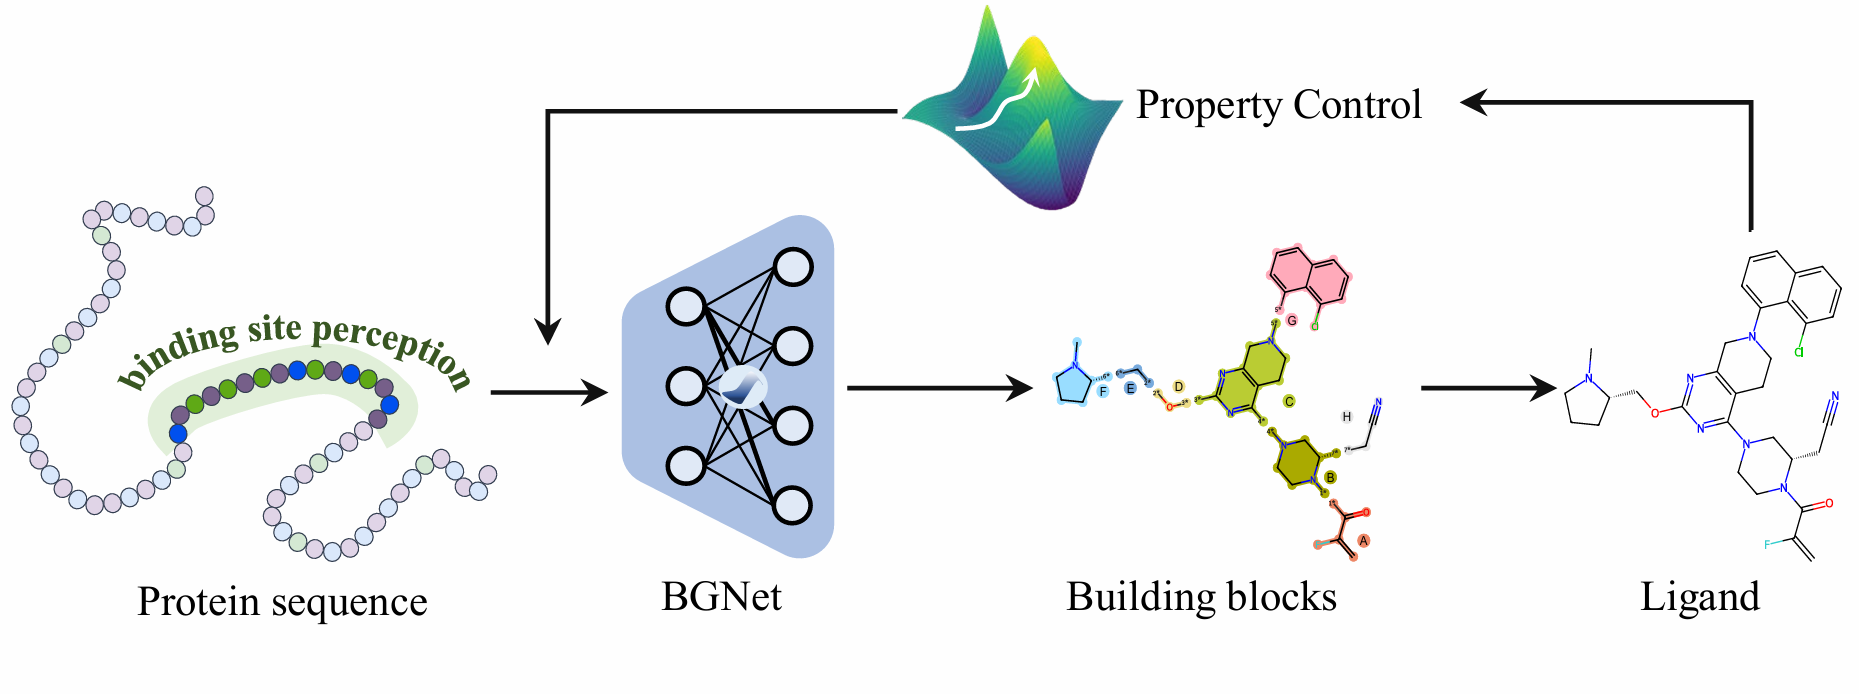 Property Control
binding site perception
Protein sequence
BGNet
Building blocks
Ligand
G
F
E
D
C
H
B
A
N
N
N
N
N
N
N
N
O
O
Cl
N
N
N
N
N
N
N
N
O
O
F
Cl